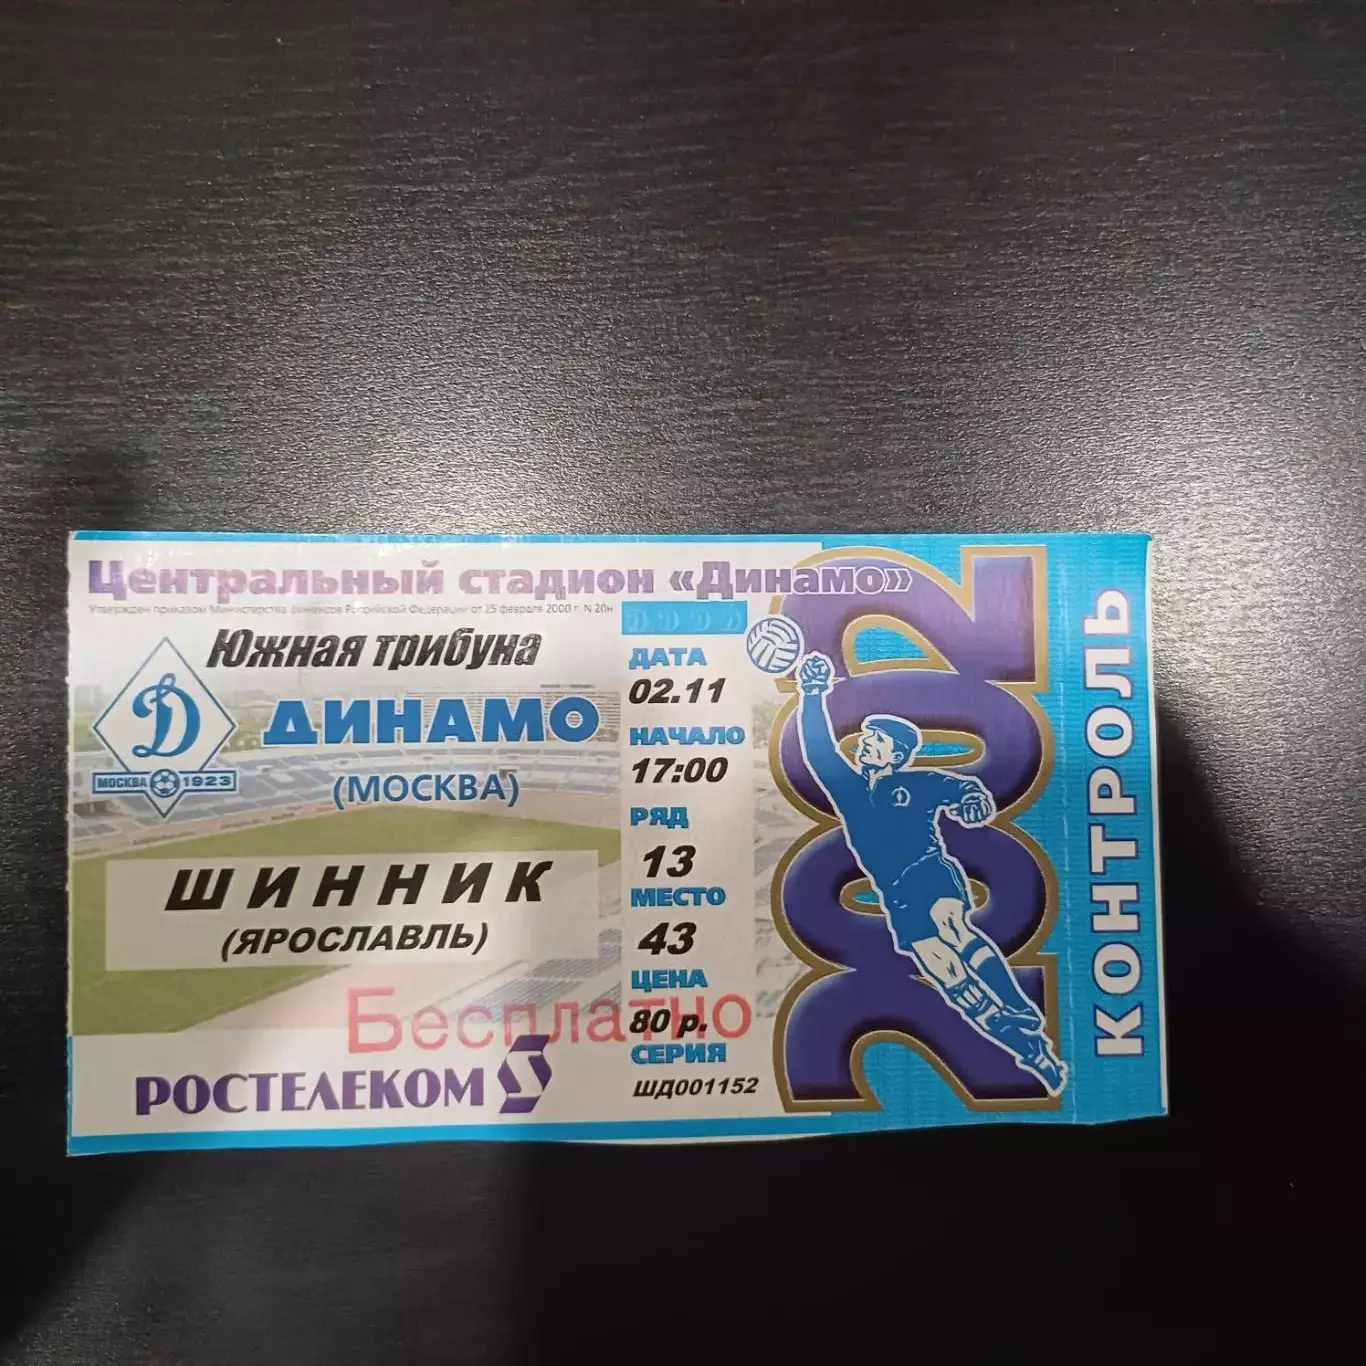 Центральный стадион «Динамо»
Утвержден приказом Министерства финансов Российской Федерации от 25 февраля 2000 г. N 20н
Южная трибуна
Д
МОСКВА 1923
ДИНАМО
(МОСКВА)
ШИННИК
(ЯРОСЛАВЛЬ)
Бесплатно
РОСТЕЛЕКОМ
ДАТА
02.11
НАЧАЛО
17:00
РЯД
13
МЕСТО
43
ЦЕНА
80 р.
СЕРИЯ
ШД001152
2002
КОНТРОЛЬ